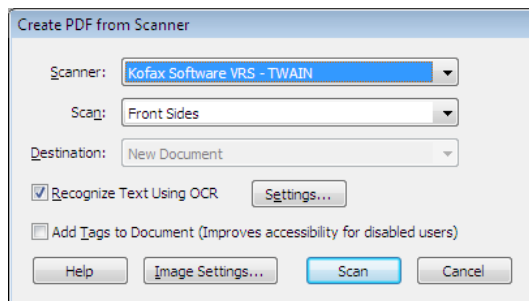 Create PDF from Scanner
Scanner: Kofax Software VRS - TWAIN
Scan: Front Sides
Destination: New Document
Recognize Text Using OCR Settings...
Add Tags to Document (Improves accessibility for disabled users)
Help Image Settings... Scan Cancel